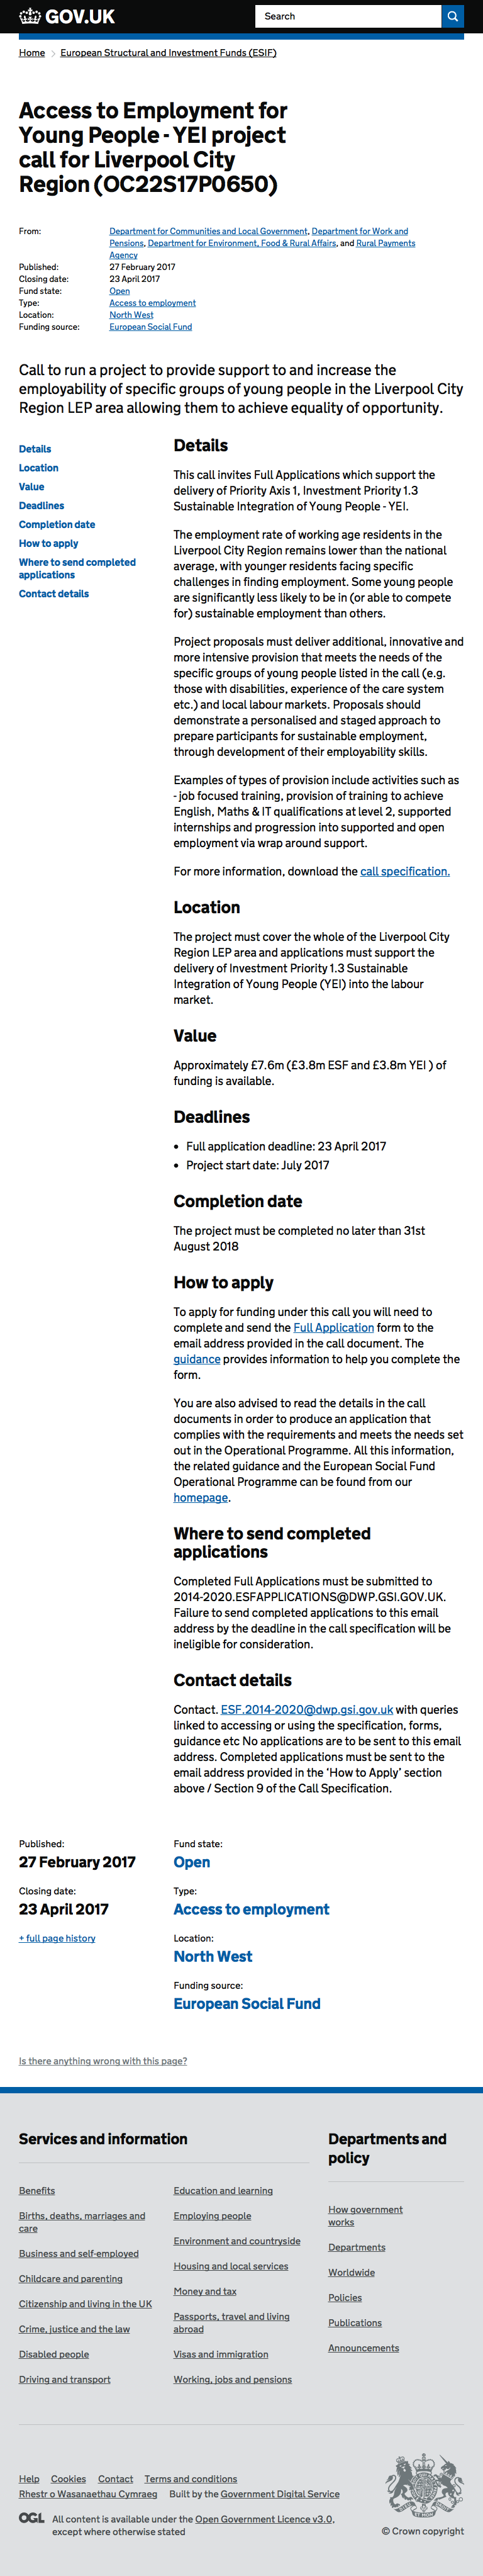 GOV.UK
Search
Home
European Structural and Investment Funds (ESIF)
Access to Employment for
Young People - YEI project
call for Liverpool City
Region (OC22S17P0650)
From: Department for Communities and Local Government, Department for Work and
Pensions, Department for Environment, Food & Rural Affairs, and Rural Payments
Agency
Published: 27 February 2017
Closing date: 23 April 2017
Fund state: Open
Type: Access to employment
Location: North West
Funding source: European Social Fund
Call to run a project to provide support to and increase the
employability of specific groups of young people in the Liverpool City
Region LEP area allowing them to achieve equality of opportunity.
Details
Location
Value
Deadlines
Completion date
How to apply
Where to send completed
applications
Contact details
Details
This call invites Full Applications which support the
delivery of Priority Axis 1, Investment Priority 1.3
Sustainable Integration of Young People - YEI.
The employment rate of working age residents in the
Liverpool City Region remains lower than the national
average, with younger residents facing specific
challenges in finding employment. Some young people
are significantly less likely to be in (or able to compete
for) sustainable employment than others.
Project proposals must deliver additional, innovative and
more intensive provision that meets the needs of the
specific groups of young people listed in the call (e.g.
those with disabilities, experience of the care system
etc.) and local labour markets. Proposals should
demonstrate a personalised and staged approach to
prepare participants for sustainable employment,
through development of their employability skills.
Examples of types of provision include activities such as
- job focused training, provision of training to achieve
English, Maths & IT qualifications at level 2, supported
internships and progression into supported and open
employment via wrap around support.
For more information, download the call specification.
Location
The project must cover the whole of the Liverpool City
Region LEP area and applications must support the
delivery of Investment Priority 1.3 Sustainable
Integration of Young People (YEI) into the labour
market.
Value
Approximately £7.6m (£3.8m ESF and £3.8m YEI ) of
funding is available.
Deadlines
• Full application deadline: 23 April 2017
• Project start date: July 2017
Completion date
The project must be completed no later than 31st
August 2018
How to apply
To apply for funding under this call you will need to
complete and send the Full Application form to the
email address provided in the call document. The
guidance provides information to help you complete the
form.
You are also advised to read the details in the call
documents in order to produce an application that
complies with the requirements and meets the needs set
out in the Operational Programme. All this information,
the related guidance and the European Social Fund
Operational Programme can be found from our
homepage.
Where to send completed
applications
Completed Full Applications must be submitted to
2014-2020.ESFAPPLICATIONS@DWP.GSI.GOV.UK.
Failure to send completed applications to this email
address by the deadline in the call specification will be
ineligible for consideration.
Contact details
Contact. ESF.2014-2020@dwp.gsi.gov.uk with queries
linked to accessing or using the specification, forms,
guidance etc No applications are to be sent to this email
address. Completed applications must be sent to the
email address provided in the ‘How to Apply’ section
above / Section 9 of the Call Specification.
Published:
27 February 2017
Closing date:
23 April 2017
+ full page history
Fund state:
Open
Type:
Access to employment
Location:
North West
Funding source:
European Social Fund
Is there anything wrong with this page?
Services and information
Benefits
Births, deaths, marriages and
care
Business and self-employed
Childcare and parenting
Citizenship and living in the UK
Crime, justice and the law
Disabled people
Driving and transport
Education and learning
Employing people
Environment and countryside
Housing and local services
Money and tax
Passports, travel and living
abroad
Visas and immigration
Working, jobs and pensions
Departments and
policy
How government
works
Departments
Worldwide
Policies
Publications
Announcements
Help Cookies Contact Terms and conditions
Rhestr o Wasanaethau Cymraeg Built by the Government Digital Service
OGL All content is available under the Open Government Licence v3.0,
except where otherwise stated
© Crown copyright